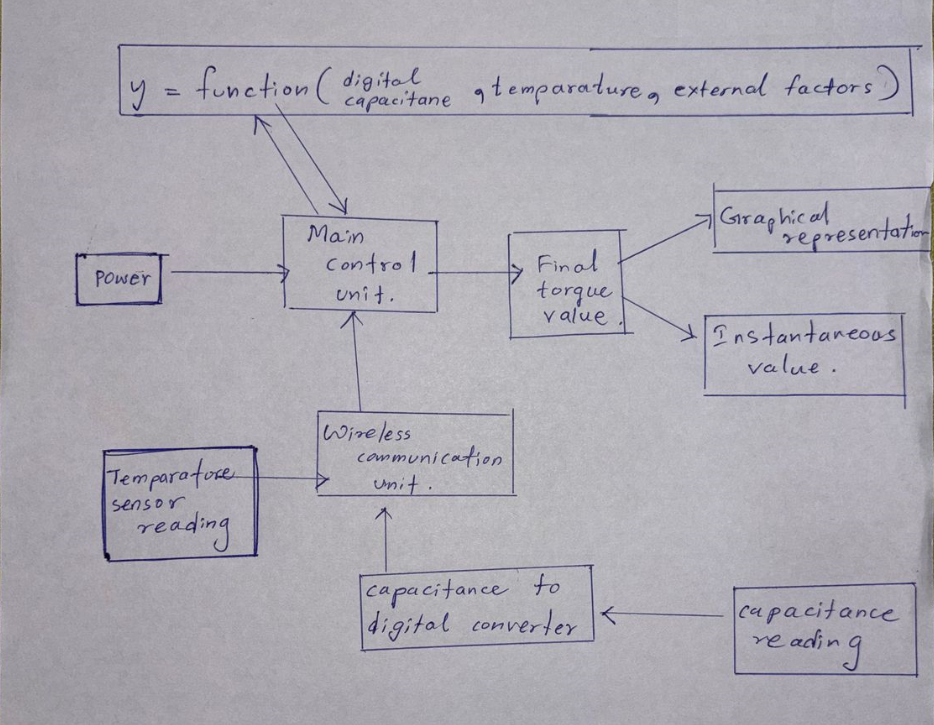 y = function( digital capacitane , temparature, external factors)
Main
control
unit.
Power
Final
torque
value.
Graphical
representation
Instantaneous
value.
Wireless
communication
unit.
Temparature
sensor
reading
capacitance to
digital converter
capacitance
reading